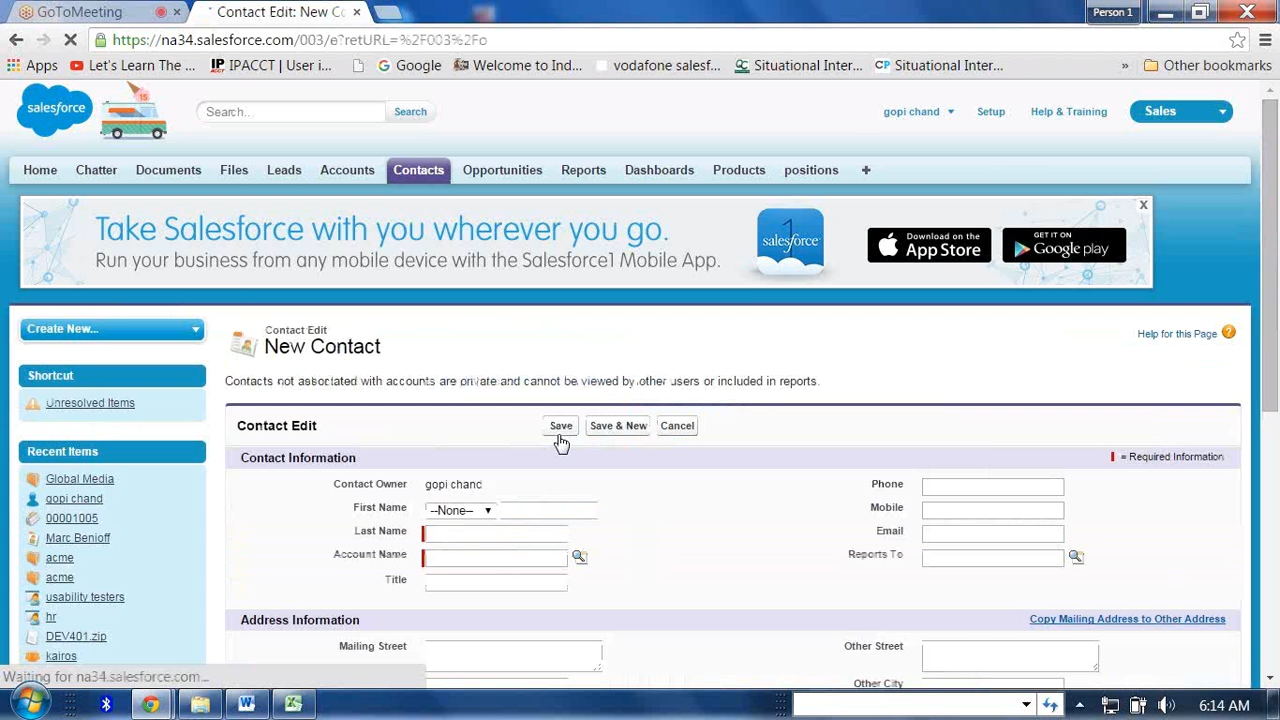 GoToMeeting
Contact Edit: New Co
Person 1
https://na34.salesforce.com/003/e?retURL=%2F003%2Fo
Apps
Let's Learn The ...
IPACCT | User i...
Google
Welcome to Ind...
vodafone salesf...
Situational Inter...
CP Situational Inter...
»
Other bookmarks
salesforce
15
Search...
Search
gopi chand
Setup
Help & Training
Sales
Home
Chatter
Documents
Files
Leads
Accounts
Contacts
Opportunities
Reports
Dashboards
Products
positions
+
Take Salesforce with you wherever you go.
Run your business from any mobile device with the Salesforce1 Mobile App.
1
salesforce
Download on the
App Store
GET IT ON
Google play
X
Create New...
Shortcut
Unresolved Items
Recent Items
Global Media
gopi chand
00001005
Marc Benioff
acme
acme
usability testers
hr
DEV401.zip
kairos
Contact Edit
New Contact
Help for this Page ?
Contacts not associated with accounts are private and cannot be viewed by other users or included in reports.
Contact Edit
Save
Save & New
Cancel
Contact Information
= Required Information
Contact Owner
gopi chand
First Name
--None--
Last Name
Account Name
Title
Phone
Mobile
Email
Reports To
Address Information
Copy Mailing Address to Other Address
Mailing Street
Other Street
Other City
Waiting for na34.salesforce.com...
6:14 AM